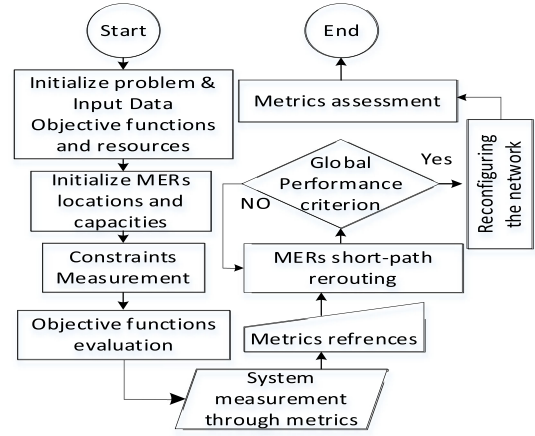 Start
Initialize problem &
Input Data
Objective functions
and resources
Initialize MERs
locations and
capacities
Constraints
Measurement
Objective functions
evaluation
System
measurement
through metrics
Metrics refrences
MERs short-path
rerouting
Global
Performance
criterion
NO
Yes
Reconfiguring
the network
Metrics assessment
End